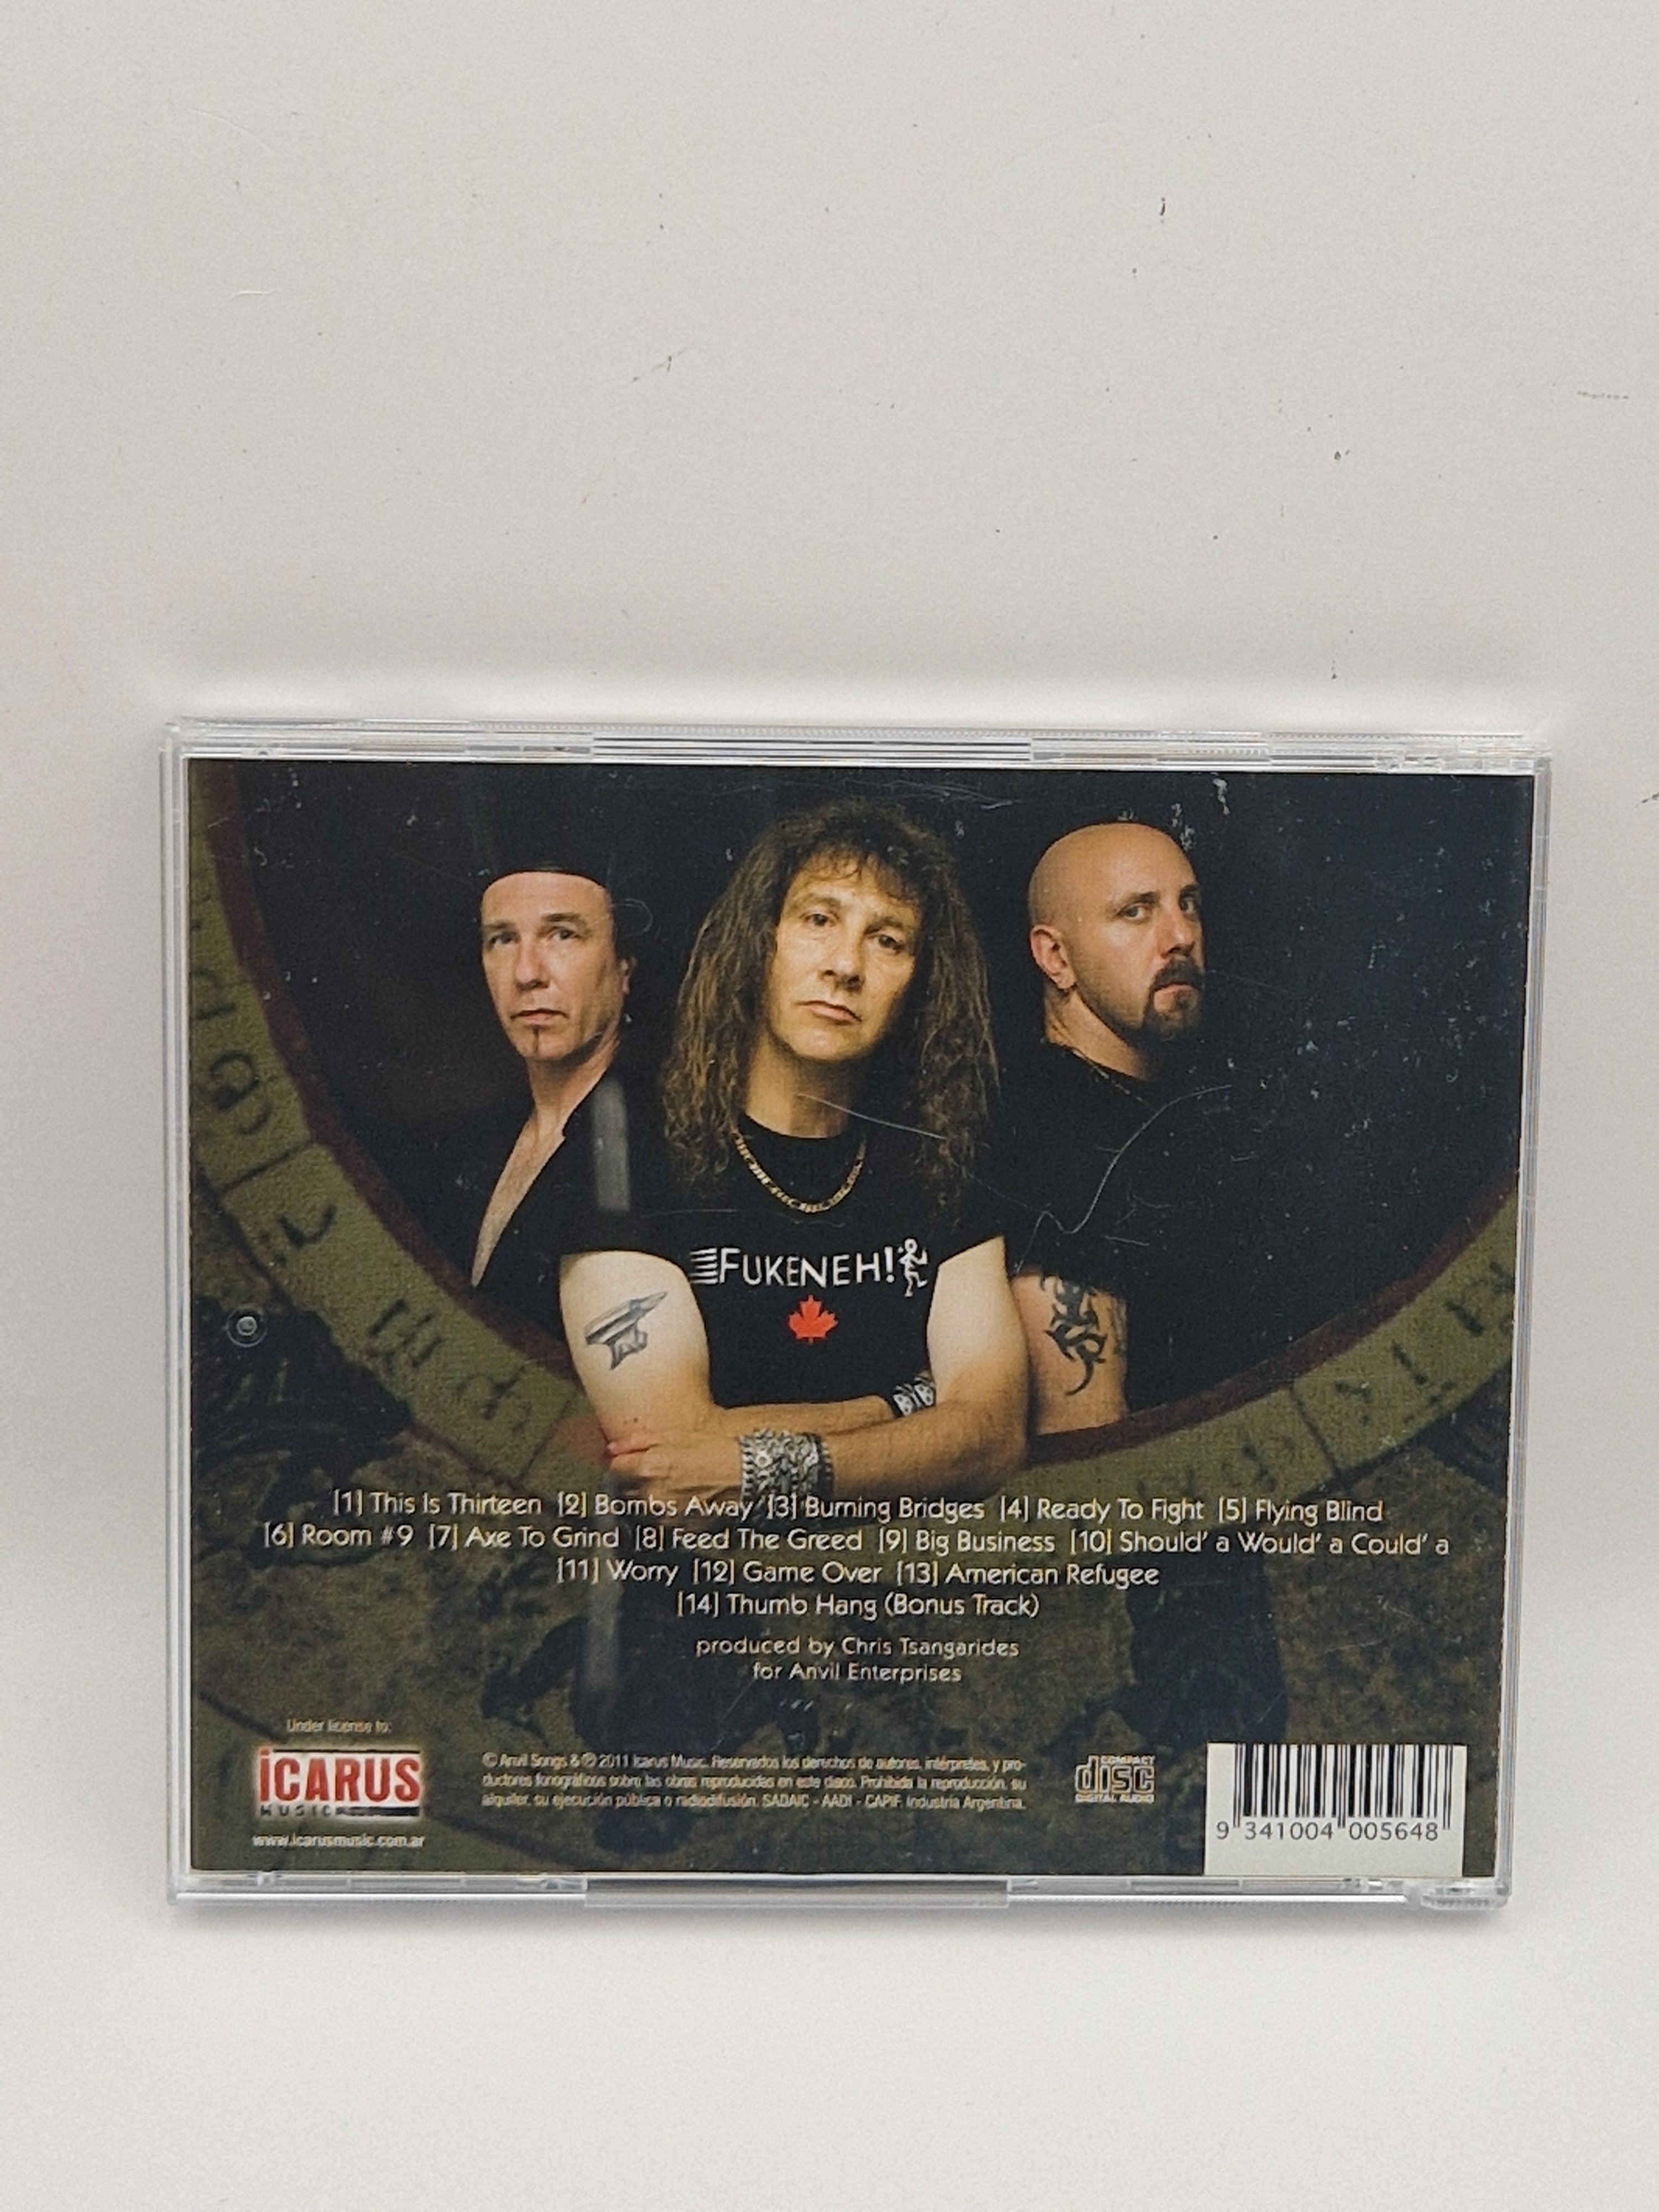 FUKENEH!
[1] This Is Thirteen [2] Bombs Away [3] Burning Bridges [4] Ready To Fight [5] Flying Blind
[6] Room #9 [7] Axe To Grind [8] Feed The Greed [9] Big Business [10] Should' a Would' a Could' a
[11] Worry [12] Game Over [13] American Refugee
[14] Thumb Hang (Bonus Track)
produced by Chris Tsangarides
for Anvil Enterprises
Under license to:
iCARUS
MUSIC
www.icarusmusic.com.ar
© Anvil Songs & ℗ 2011 Icarus Music. Reservados los derechos de autores, intérpretes, y pro-
ductores fonográficos sobre las obras reproducidas en este disco. Prohibida la reproducción, su
alquiler, su ejecución pública o radiodifusión. SADAIC - AADI - CAPIF. Industria Argentina.
COMPACT
disc
DIGITAL AUDIO
9 341004 005648